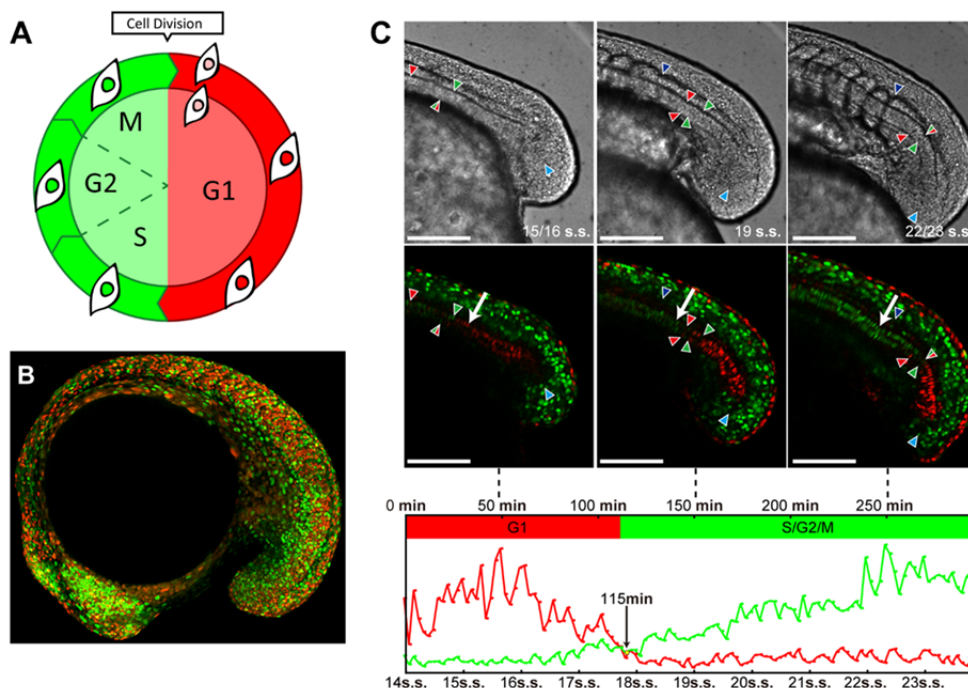 A
Cell Division
M
G2
G1
S
B
C
15/16 s.s.
19 s.s.
22/23 s.s.
0 min 50 min 100 min 150 min 200 min 250 min
G1 S/G2/M
115min
14s.s. 15s.s. 16s.s. 17s.s. 18s.s. 19s.s. 20s.s. 21s.s. 22s.s. 23s.s.